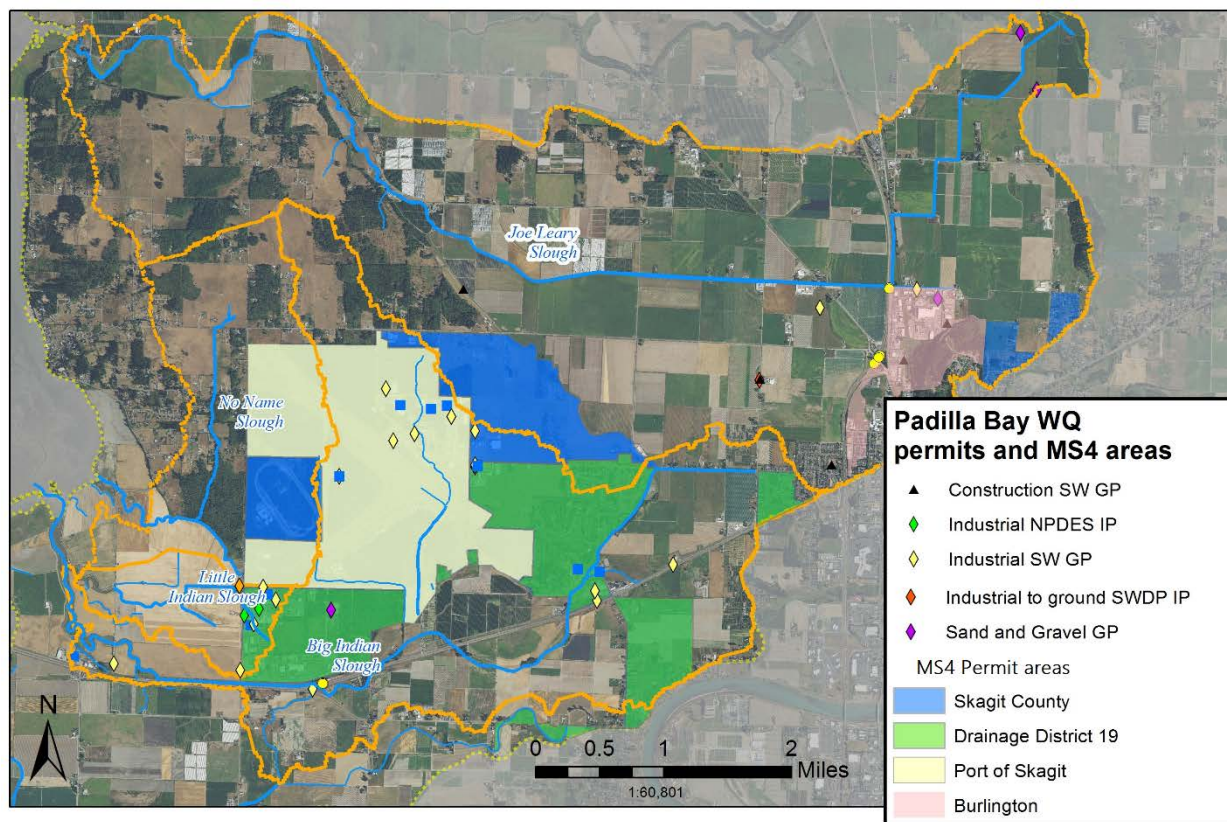 Joe Leary
Slough
No Name
Slough
Little
Indian Slough
Big Indian
Slough
N
0 0.5 1 2
Miles
1:60,801
Padilla Bay WQ
permits and MS4 areas
Construction SW GP
Industrial NPDES IP
Industrial SW GP
Industrial to ground SWDP IP
Sand and Gravel GP
MS4 Permit areas
Skagit County
Drainage District 19
Port of Skagit
Burlington